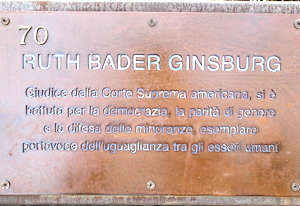 70
RUTH BADER GINSBURG
Giudice della Corte Suprema americana, si è
battuta per la democrazia, la parità di genere
e la difesa delle minoranze, esemplare
portavoce dell'uguaglianza tra gli esseri umani